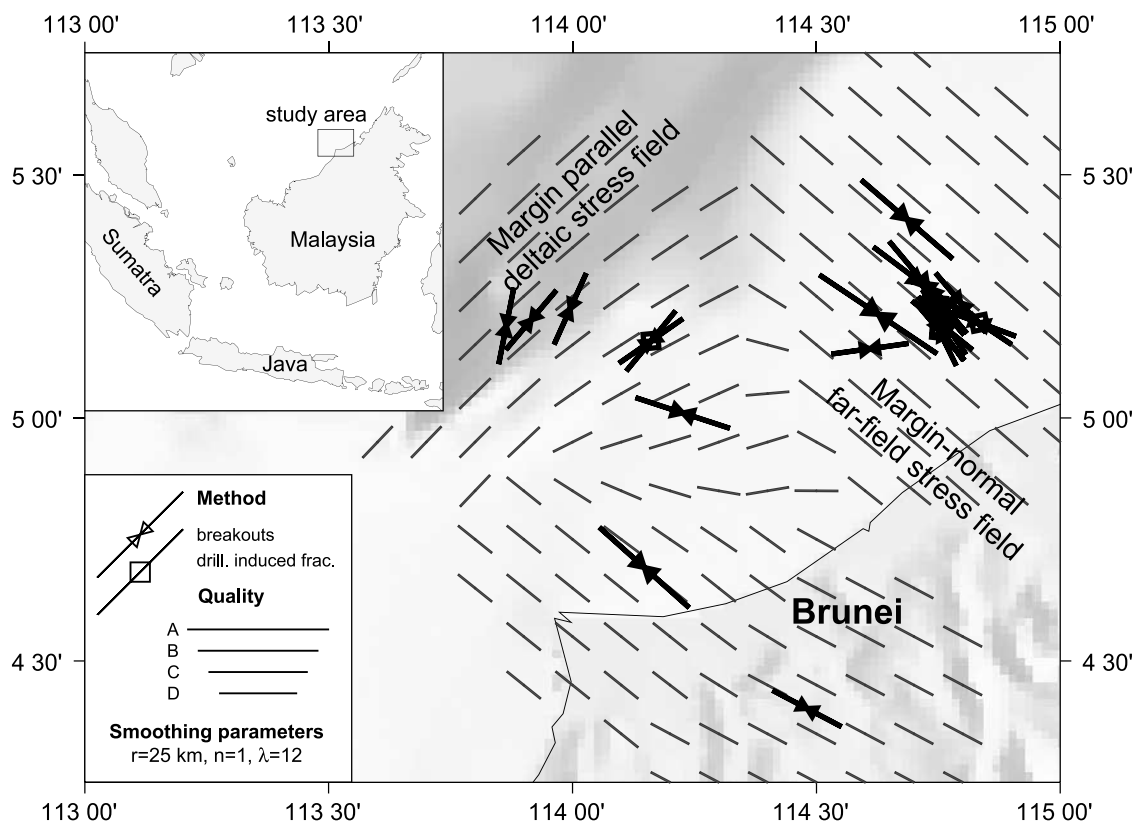 113 00'
113 30'
114 00'
114 30'
115 00'
study area
Malaysia
Sumatra
Java
Margin parallel
deltaic stress field
5 30'
5 30'
5 00'
5 00'
Margin-normal
far-field stress field
Method
breakouts
drill. induced frac.
Quality
A
B
C
D
Smoothing parameters
r=25 km, n=1, λ=12
Brunei
4 30'
4 30'
113 00'
113 30'
114 00'
114 30'
115 00'